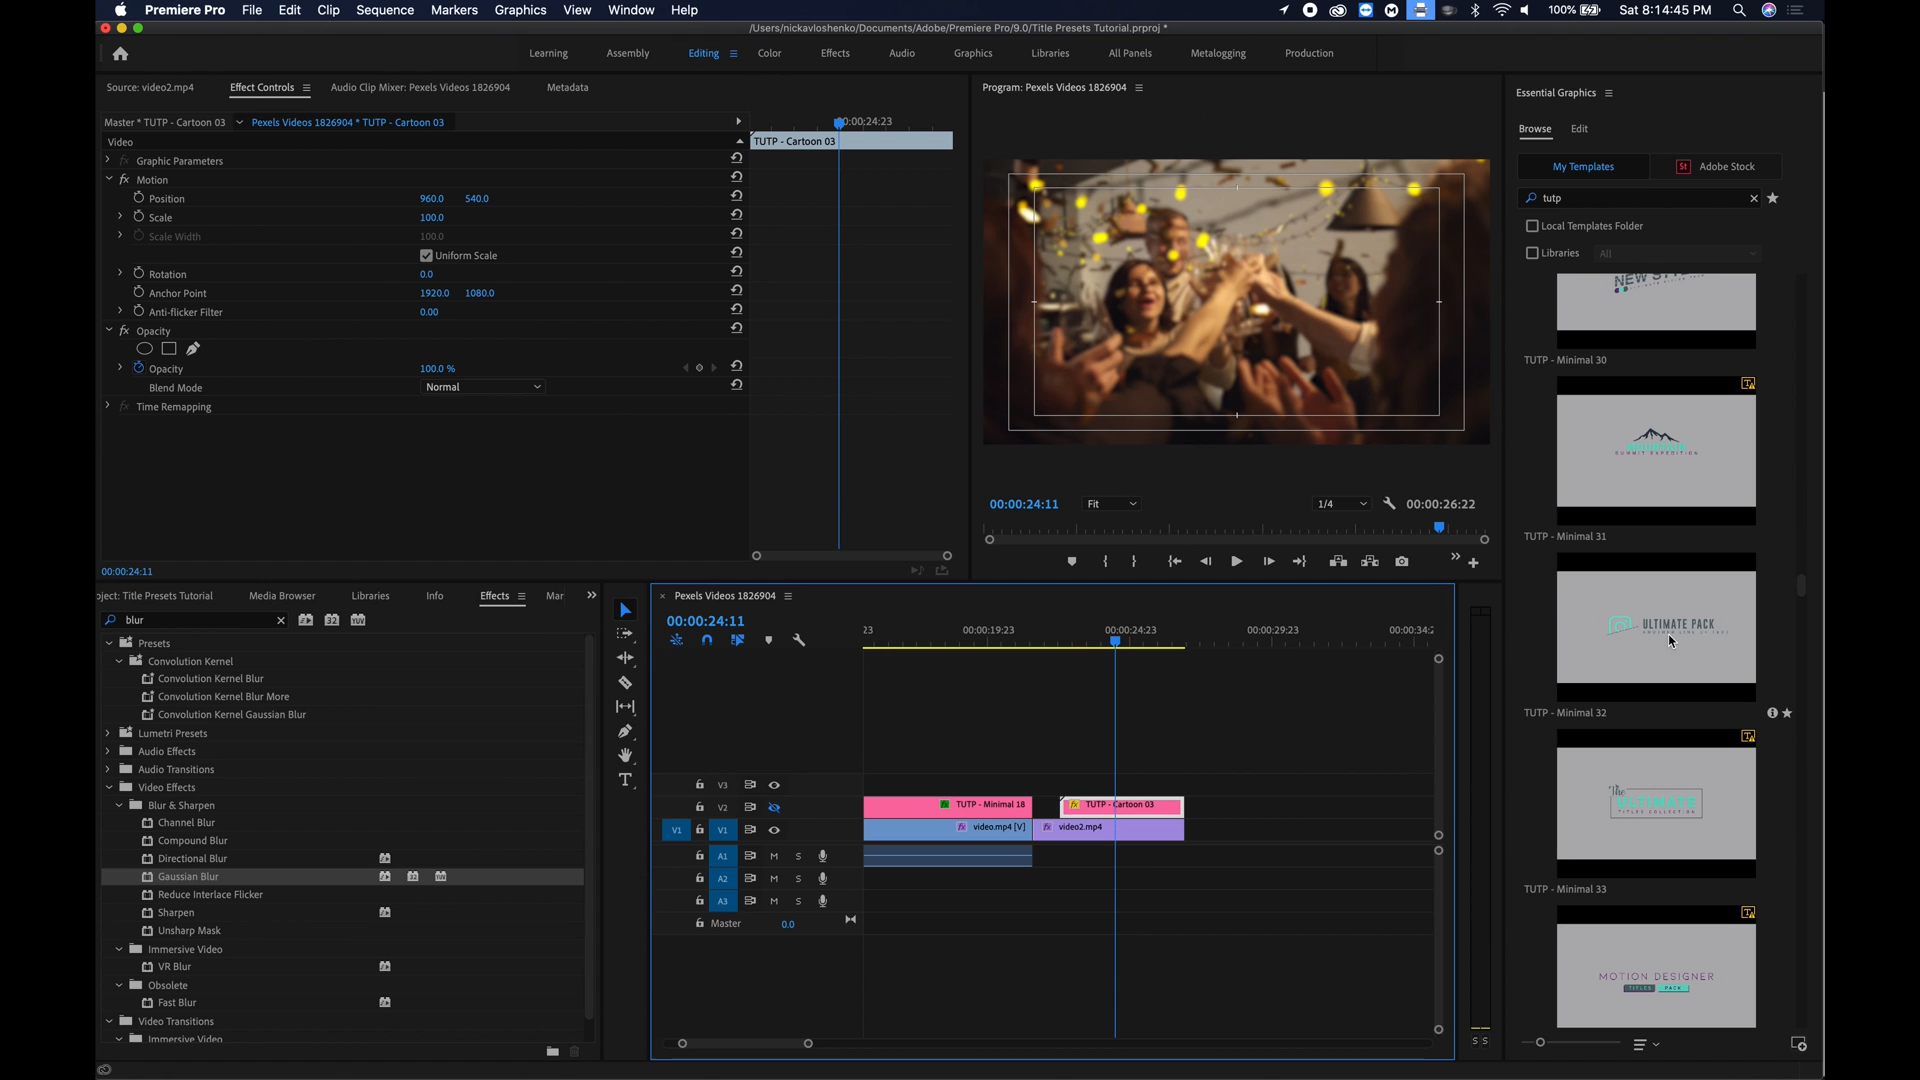 Premiere Pro File Edit Clip Sequence Markers Graphics View Window Help
100% Sat 8:14:45 PM
/Users/nickavloshenko/Documents/Adobe/Premiere Pro/9.0/Title Presets Tutorial.prproj *
Learning Assembly Editing Color Effects Audio Graphics Libraries All Panels Metalogging Production
Source: video2.mp4 Effect Controls Audio Clip Mixer: Pexels Videos 1826904 Metadata
Master * TUTP - Cartoon 03 Pexels Videos 1826904 * TUTP - Cartoon 03
00:00:24:23
Video
TUTP - Cartoon 03
fx Graphic Parameters
fx Motion
Position 960.0 540.0
Scale 100.0
Scale Width 100.0
Uniform Scale
Rotation 0.0
Anchor Point 1920.0 1080.0
Anti-flicker Filter 0.00
fx Opacity
Opacity 100.0 %
Blend Mode Normal
fx Time Remapping
00:00:24:11
Program: Pexels Videos 1826904
00:00:24:11 Fit 1/4 00:00:26:22
Essential Graphics
Browse Edit
My Templates St Adobe Stock
tutp
Local Templates Folder
Libraries All
TUTP - Minimal 30
SUMMIT EXPEDITION
TUTP - Minimal 31
ULTIMATE PACK
TUTP - Minimal 32
The
ULTIMATE
TITLES COLLECTION
TUTP - Minimal 33
MOTION DESIGNER
TITLES PACK
oject: Title Presets Tutorial Media Browser Libraries Info Effects Mar
blur 32 YUV
Presets
Convolution Kernel
Convolution Kernel Blur
Convolution Kernel Blur More
Convolution Kernel Gaussian Blur
Lumetri Presets
Audio Effects
Audio Transitions
Video Effects
Blur & Sharpen
Channel Blur
Compound Blur
Directional Blur
Gaussian Blur
Reduce Interlace Flicker
Sharpen
Unsharp Mask
Immersive Video
VR Blur
Obsolete
Fast Blur
Video Transitions
Immersive Video
Pexels Videos 1826904
00:00:24:11
23 00:00:19:23 00:00:24:23 00:00:29:23 00:00:34:2
V3
V2 fx TUTP - Minimal 18 fx TUTP - Cartoon 03
V1 V1 fx video.mp4 [V] fx video2.mp4
A1 M S
A2 M S
A3 M S
Master 0.0
S S